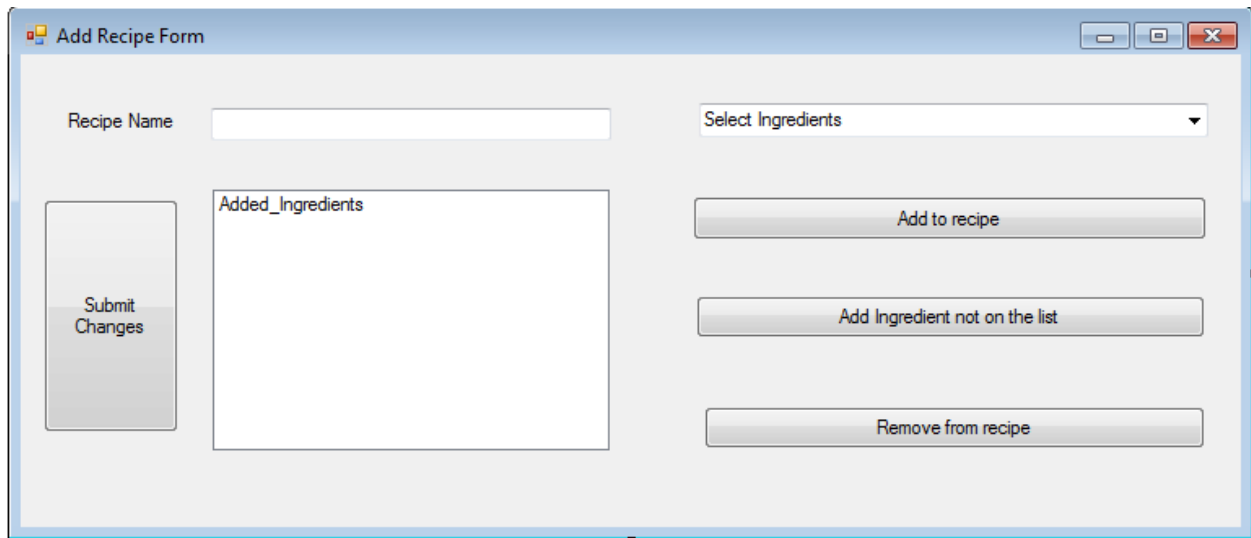 Add Recipe Form
Recipe Name
Select Ingredients
Added_Ingredients
Add to recipe
Submit
Changes
Add Ingredient not on the list
Remove from recipe